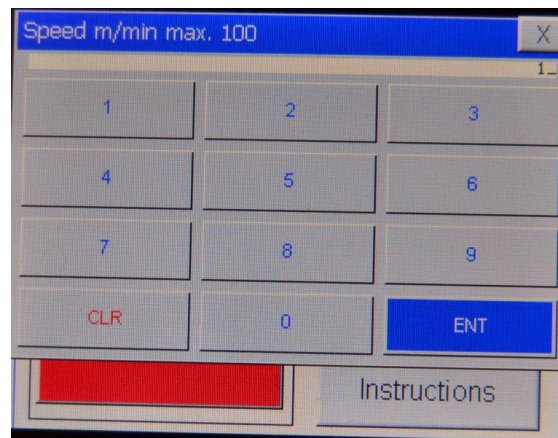 Speed m/min max. 100 X
1_
1 2 3
4 5 6
7 8 9
CLR 0 ENT
Instructions